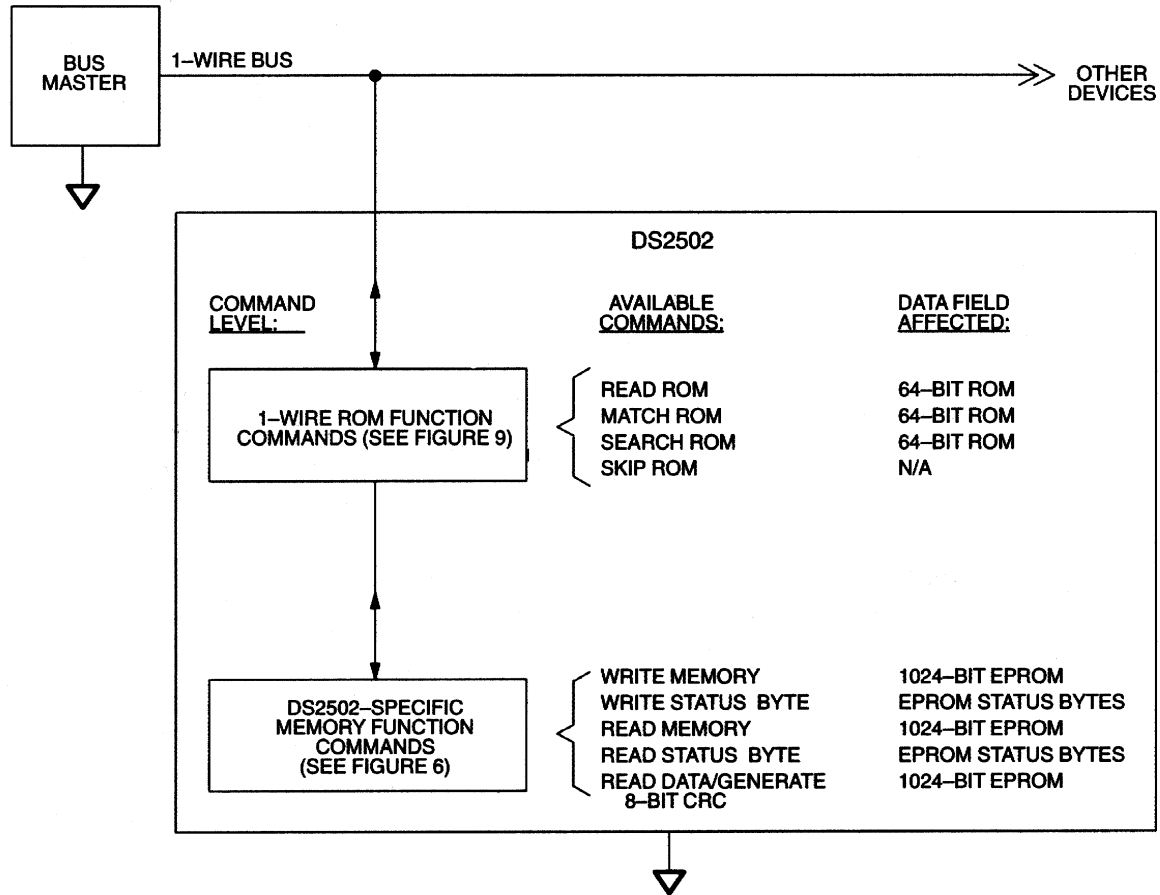 BUS
MASTER
1–WIRE BUS
OTHER
DEVICES
DS2502
COMMAND
LEVEL:
AVAILABLE
COMMANDS:
DATA FIELD
AFFECTED:
1–WIRE ROM FUNCTION
COMMANDS (SEE FIGURE 9)
READ ROM 64–BIT ROM
MATCH ROM 64–BIT ROM
SEARCH ROM 64–BIT ROM
SKIP ROM N/A
DS2502–SPECIFIC
MEMORY FUNCTION
COMMANDS
(SEE FIGURE 6)
WRITE MEMORY 1024–BIT EPROM
WRITE STATUS BYTE EPROM STATUS BYTES
READ MEMORY 1024–BIT EPROM
READ STATUS BYTE EPROM STATUS BYTES
READ DATA/GENERATE 1024–BIT EPROM
8–BIT CRC